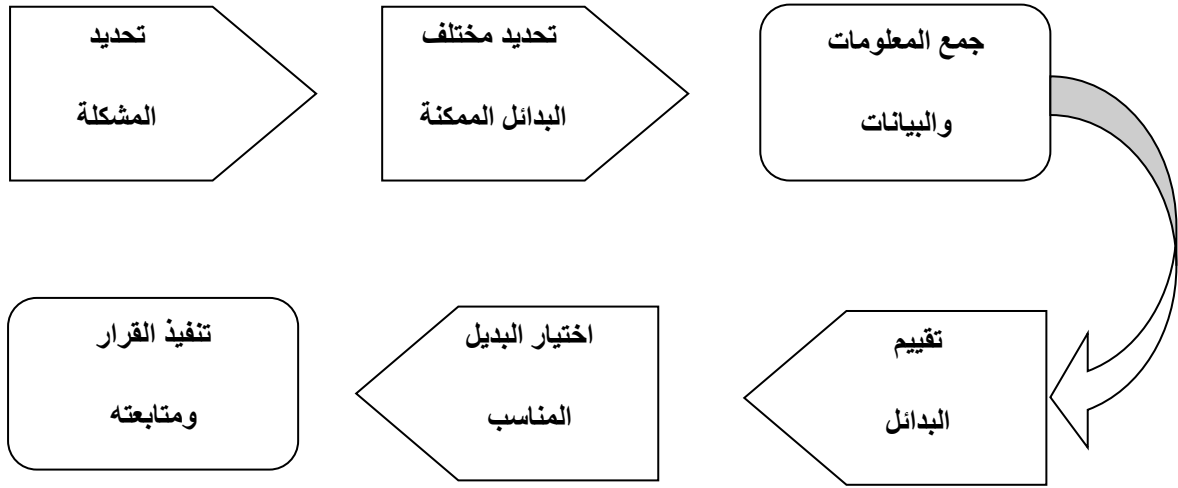 تحديد
المشكلة
تحديد مختلف
البدائل الممكنة
جمع المعلومات
والبيانات
تقييم
البدائل
اختيار البديل
المناسب
تنفيذ القرار
ومتابعته